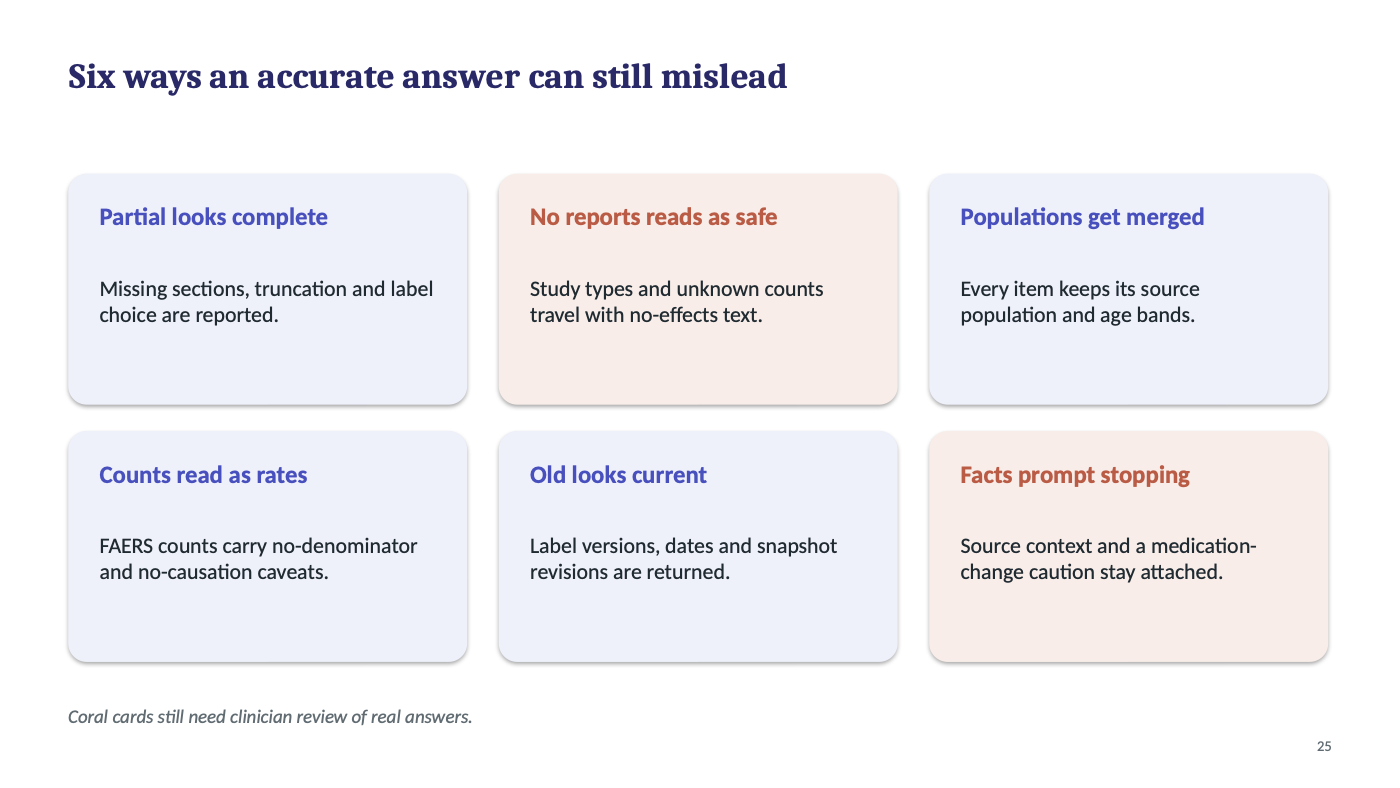 Six ways an accurate answer can still mislead
Partial looks complete
Missing sections, truncation and label
choice are reported.
No reports reads as safe
Study types and unknown counts
travel with no-effects text.
Populations get merged
Every item keeps its source
population and age bands.
Counts read as rates
FAERS counts carry no-denominator
and no-causation caveats.
Old looks current
Label versions, dates and snapshot
revisions are returned.
Facts prompt stopping
Source context and a medication-
change caution stay attached.
Coral cards still need clinician review of real answers.
25